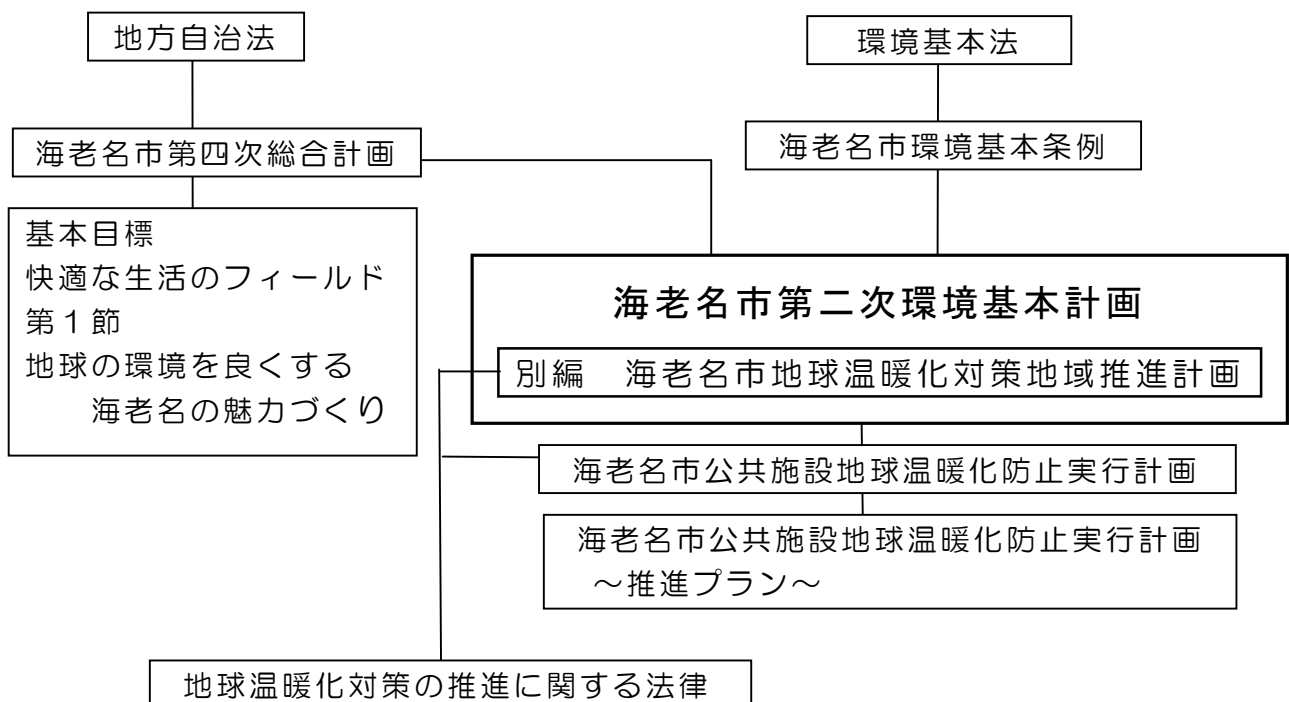 地方自治法
環境基本法
海老名市第四次総合計画
海老名市環境基本条例
基本目標
快適な生活のフィールド
第1節
地球の環境を良くする
海老名の魅力づくり
海老名市第二次環境基本計画
別編　海老名市地球温暖化対策地域推進計画
海老名市公共施設地球温暖化防止実行計画
海老名市公共施設地球温暖化防止実行計画
～推進プラン～
地球温暖化対策の推進に関する法律